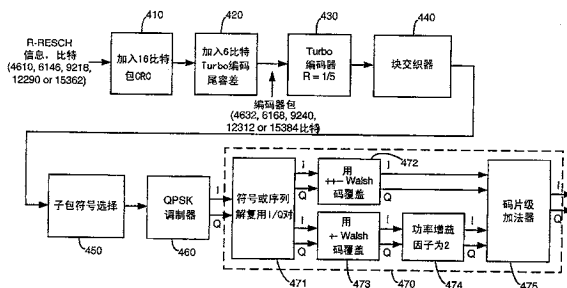 410
420
430
440
R-RESCH
信息,比特
(4610, 6146, 9218,
12290 or 15362)
加入16比特
包CRC
加入6比特
Turbo编码
尾容差
Turbo
编码器
R = 1/5
块交织器
编码器包
(4632, 6168, 9240,
12312 or 15384比特)
子包符号选择
450
QPSK
调制器
460
I
Q
符号或序列
解复用I/Q对
471
I
Q
用
++-- Walsh
码覆盖
472
I
Q
I
Q
用
+- Walsh
码覆盖
473
I
Q
功率增益
因子为2
474
I
Q
码片级
加法器
475
I
Q
470